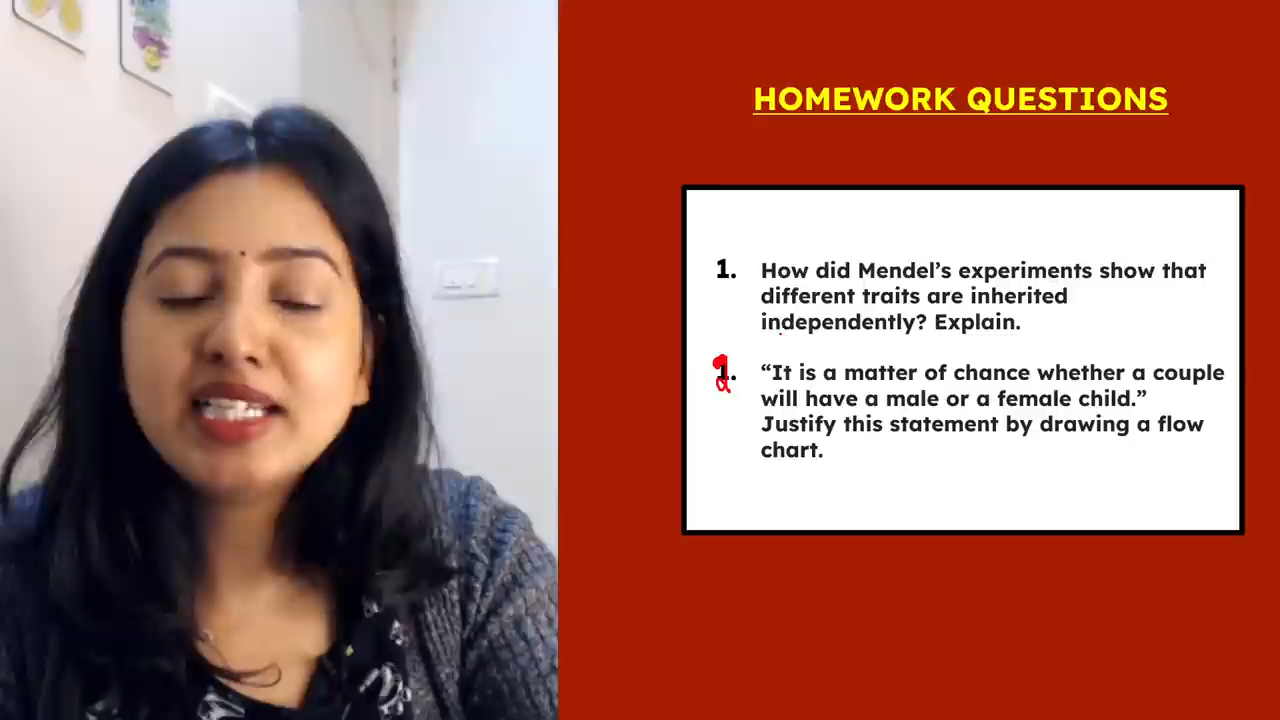 HOMEWORK QUESTIONS
1. How did Mendel’s experiments show that
different traits are inherited
independently? Explain.
1. “It is a matter of chance whether a couple
will have a male or a female child.”
Justify this statement by drawing a flow
chart.